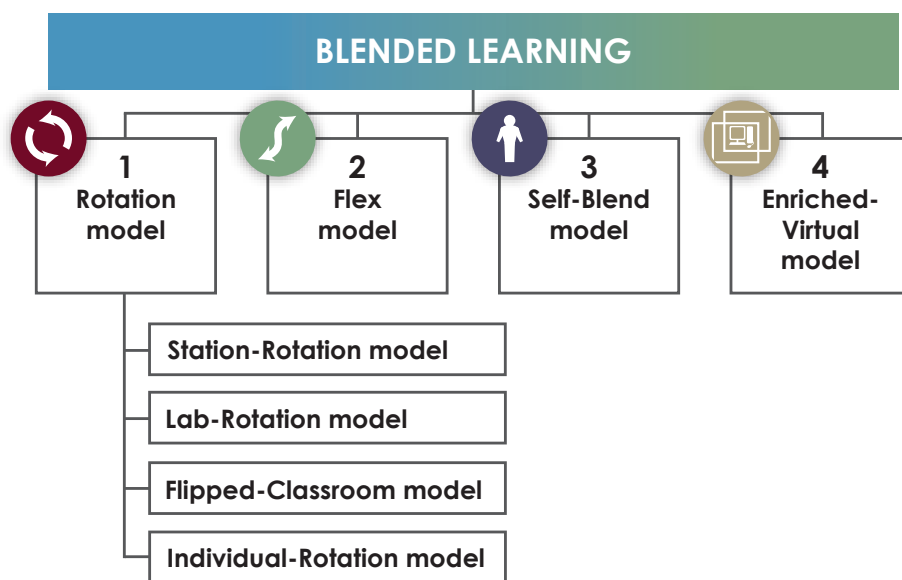 BLENDED LEARNING
1
Rotation
model
2
Flex
model
3
Self-Blend
model
4
Enriched-
Virtual
model
Station-Rotation model
Lab-Rotation model
Flipped-Classroom model
Individual-Rotation model